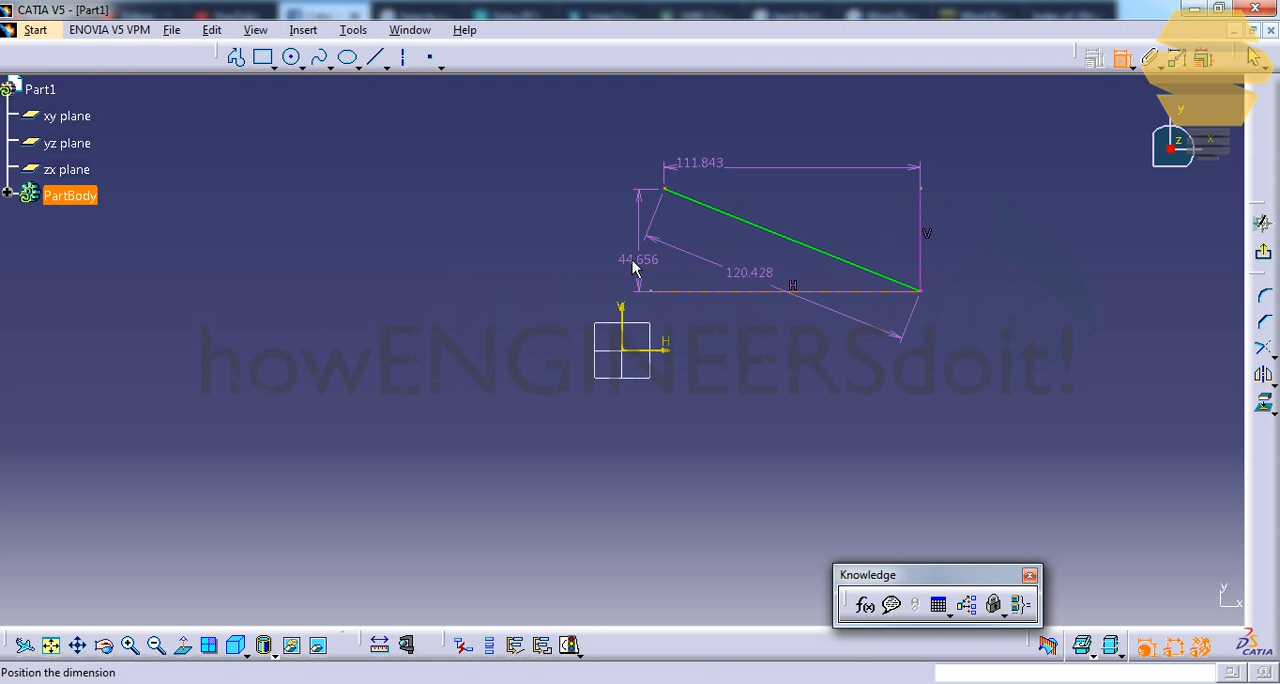 CATIA V5 - [Part1]
Start ENOVIA V5 VPM File Edit View Insert Tools Window Help
Part1
xy plane
yz plane
zx plane
PartBody
y
z x
111.843
V
44.656
120.428
H
V
H
howENGINEERSdoit!
Knowledge
f(x)
y
x
CATIA
Position the dimension